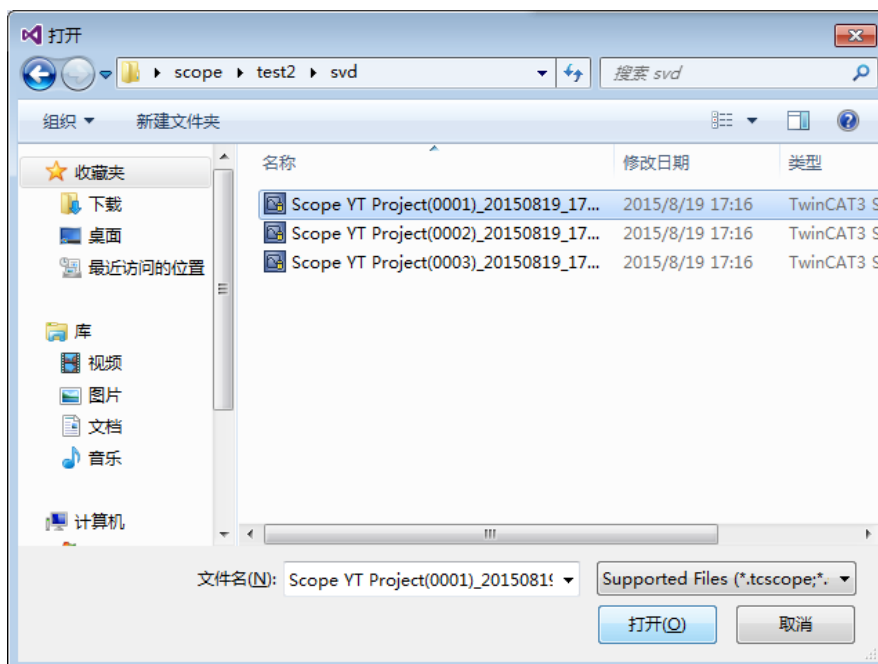 打开
scope test2 svd
搜索 svd
组织 新建文件夹
名称 修改日期 类型
收藏夹
下载
桌面
最近访问的位置
库
视频
图片
文档
音乐
计算机
Scope YT Project(0001)_20150819_17... 2015/8/19 17:16 TwinCAT3 S
Scope YT Project(0002)_20150819_17... 2015/8/19 17:16 TwinCAT3 S
Scope YT Project(0003)_20150819_17... 2015/8/19 17:16 TwinCAT3 S
文件名(N): Scope YT Project(0001)_2015081 Supported Files (*.tcscope;*.
打开(O) 取消